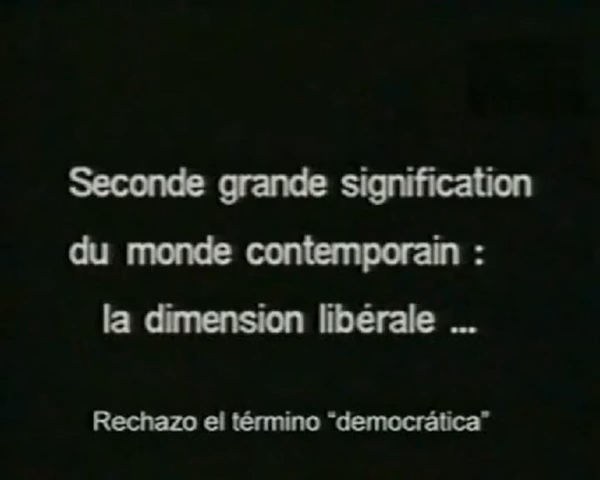 Seconde grande signification
du monde contemporain :
la dimension libérale ...
Rechazo el término “democrática”